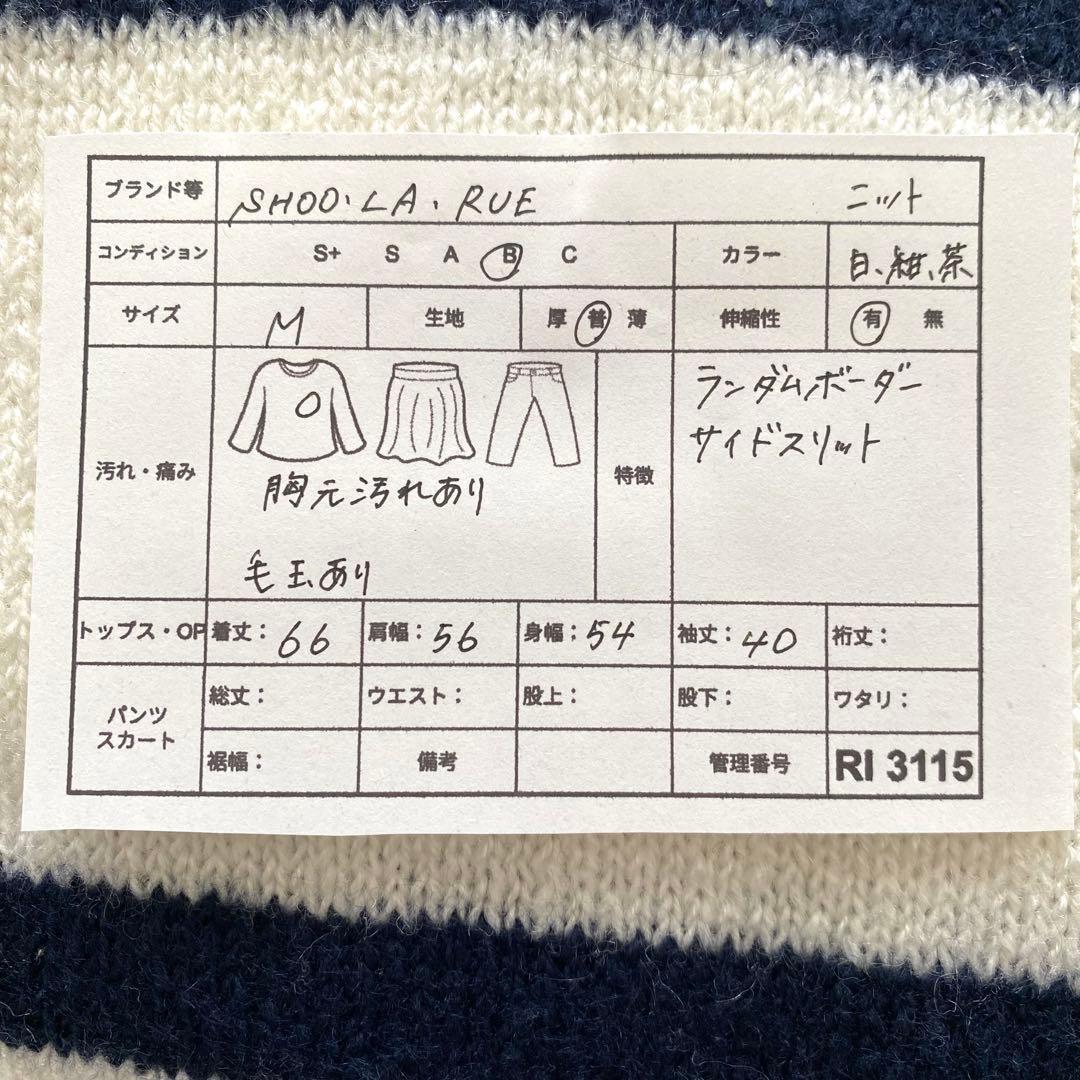 ブランド等 SHOO・LA・RUE ニット
コンディション S+ S A B C カラー 白、紺、茶
サイズ M 生地 厚 普 薄 伸縮性 有 無
汚れ・痛み 胸元汚れあり
毛玉あり
特徴 ランダムボーダー
サイドスリット
トップス・OP 着丈：66 肩幅：56 身幅；54 袖丈：40 裄丈：
パンツ
スカート
総丈： ウエスト： 股上： 股下： ワタリ：
裾幅： 備考 管理番号 RI 3115